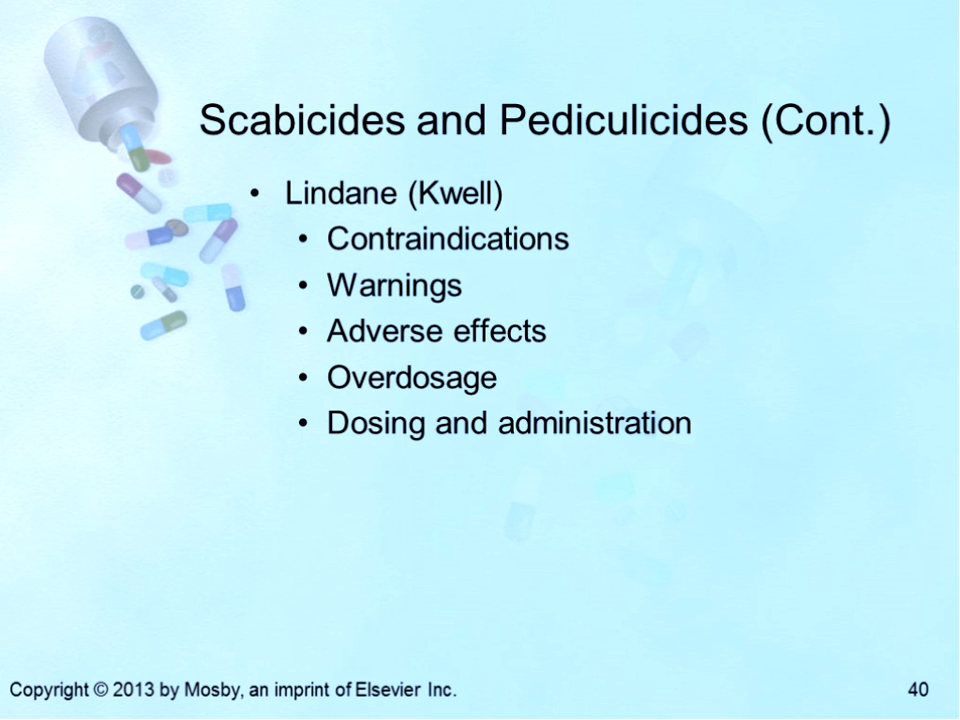 Scabicides and Pediculicides (Cont.)
• Lindane (Kwell)
• Contraindications
• Warnings
• Adverse effects
• Overdosage
• Dosing and administration
Copyright © 2013 by Mosby, an imprint of Elsevier Inc.
40